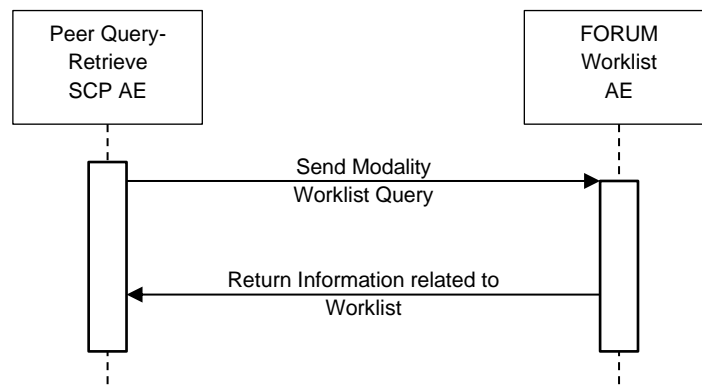 Peer Query-
Retrieve
SCP AE
FORUM
Worklist
AE
Send Modality
Worklist Query
Return Information related to
Worklist